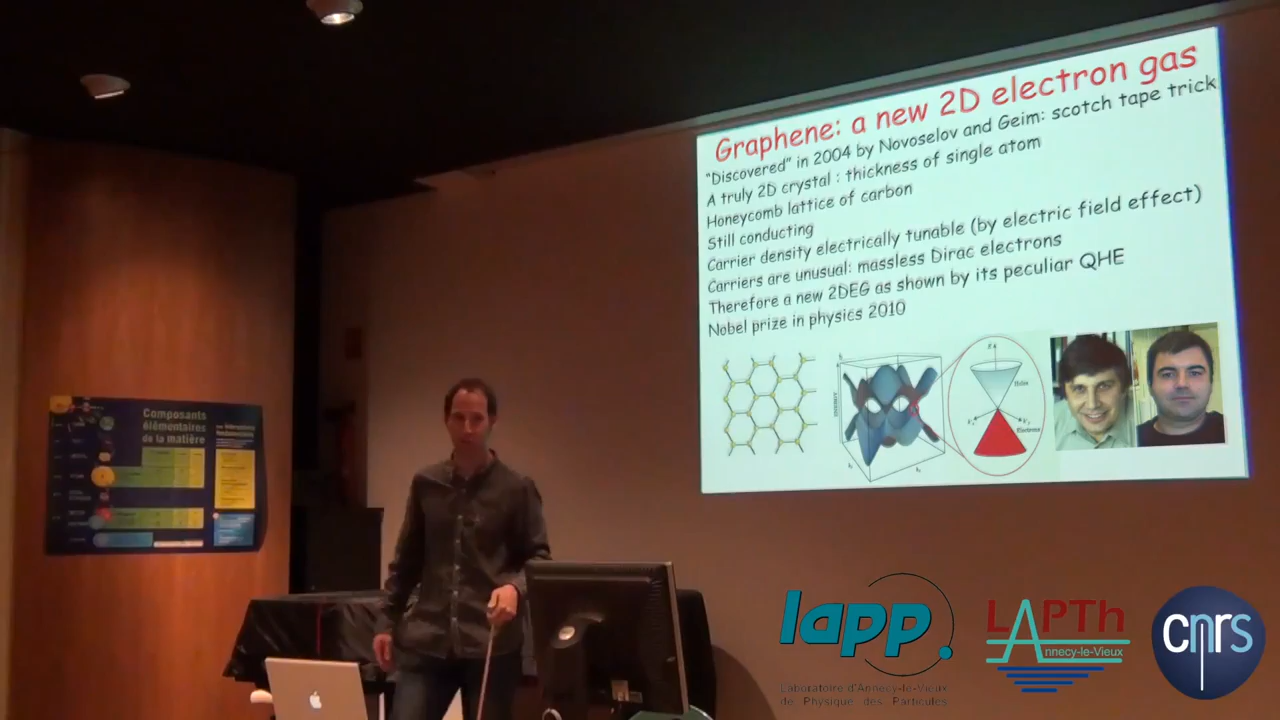 Graphene: a new 2D electron gas
"Discovered" in 2004 by Novoselov and Geim: scotch tape trick
A truly 2D crystal : thickness of single atom
Honeycomb lattice of carbon
Still conducting
Carrier density electrically tunable (by electric field effect)
Carriers are unusual: massless Dirac electrons
Therefore a new 2DEG as shown by its peculiar QHE
Nobel prize in physics 2010
ENERGY
Holes
Electrons
Composants
élémentaires
de la matière
lapp
Laboratoire d'Annecy-le-Vieux
de Physique des Particules
LAPTh
Annecy-le-Vieux
cnrs